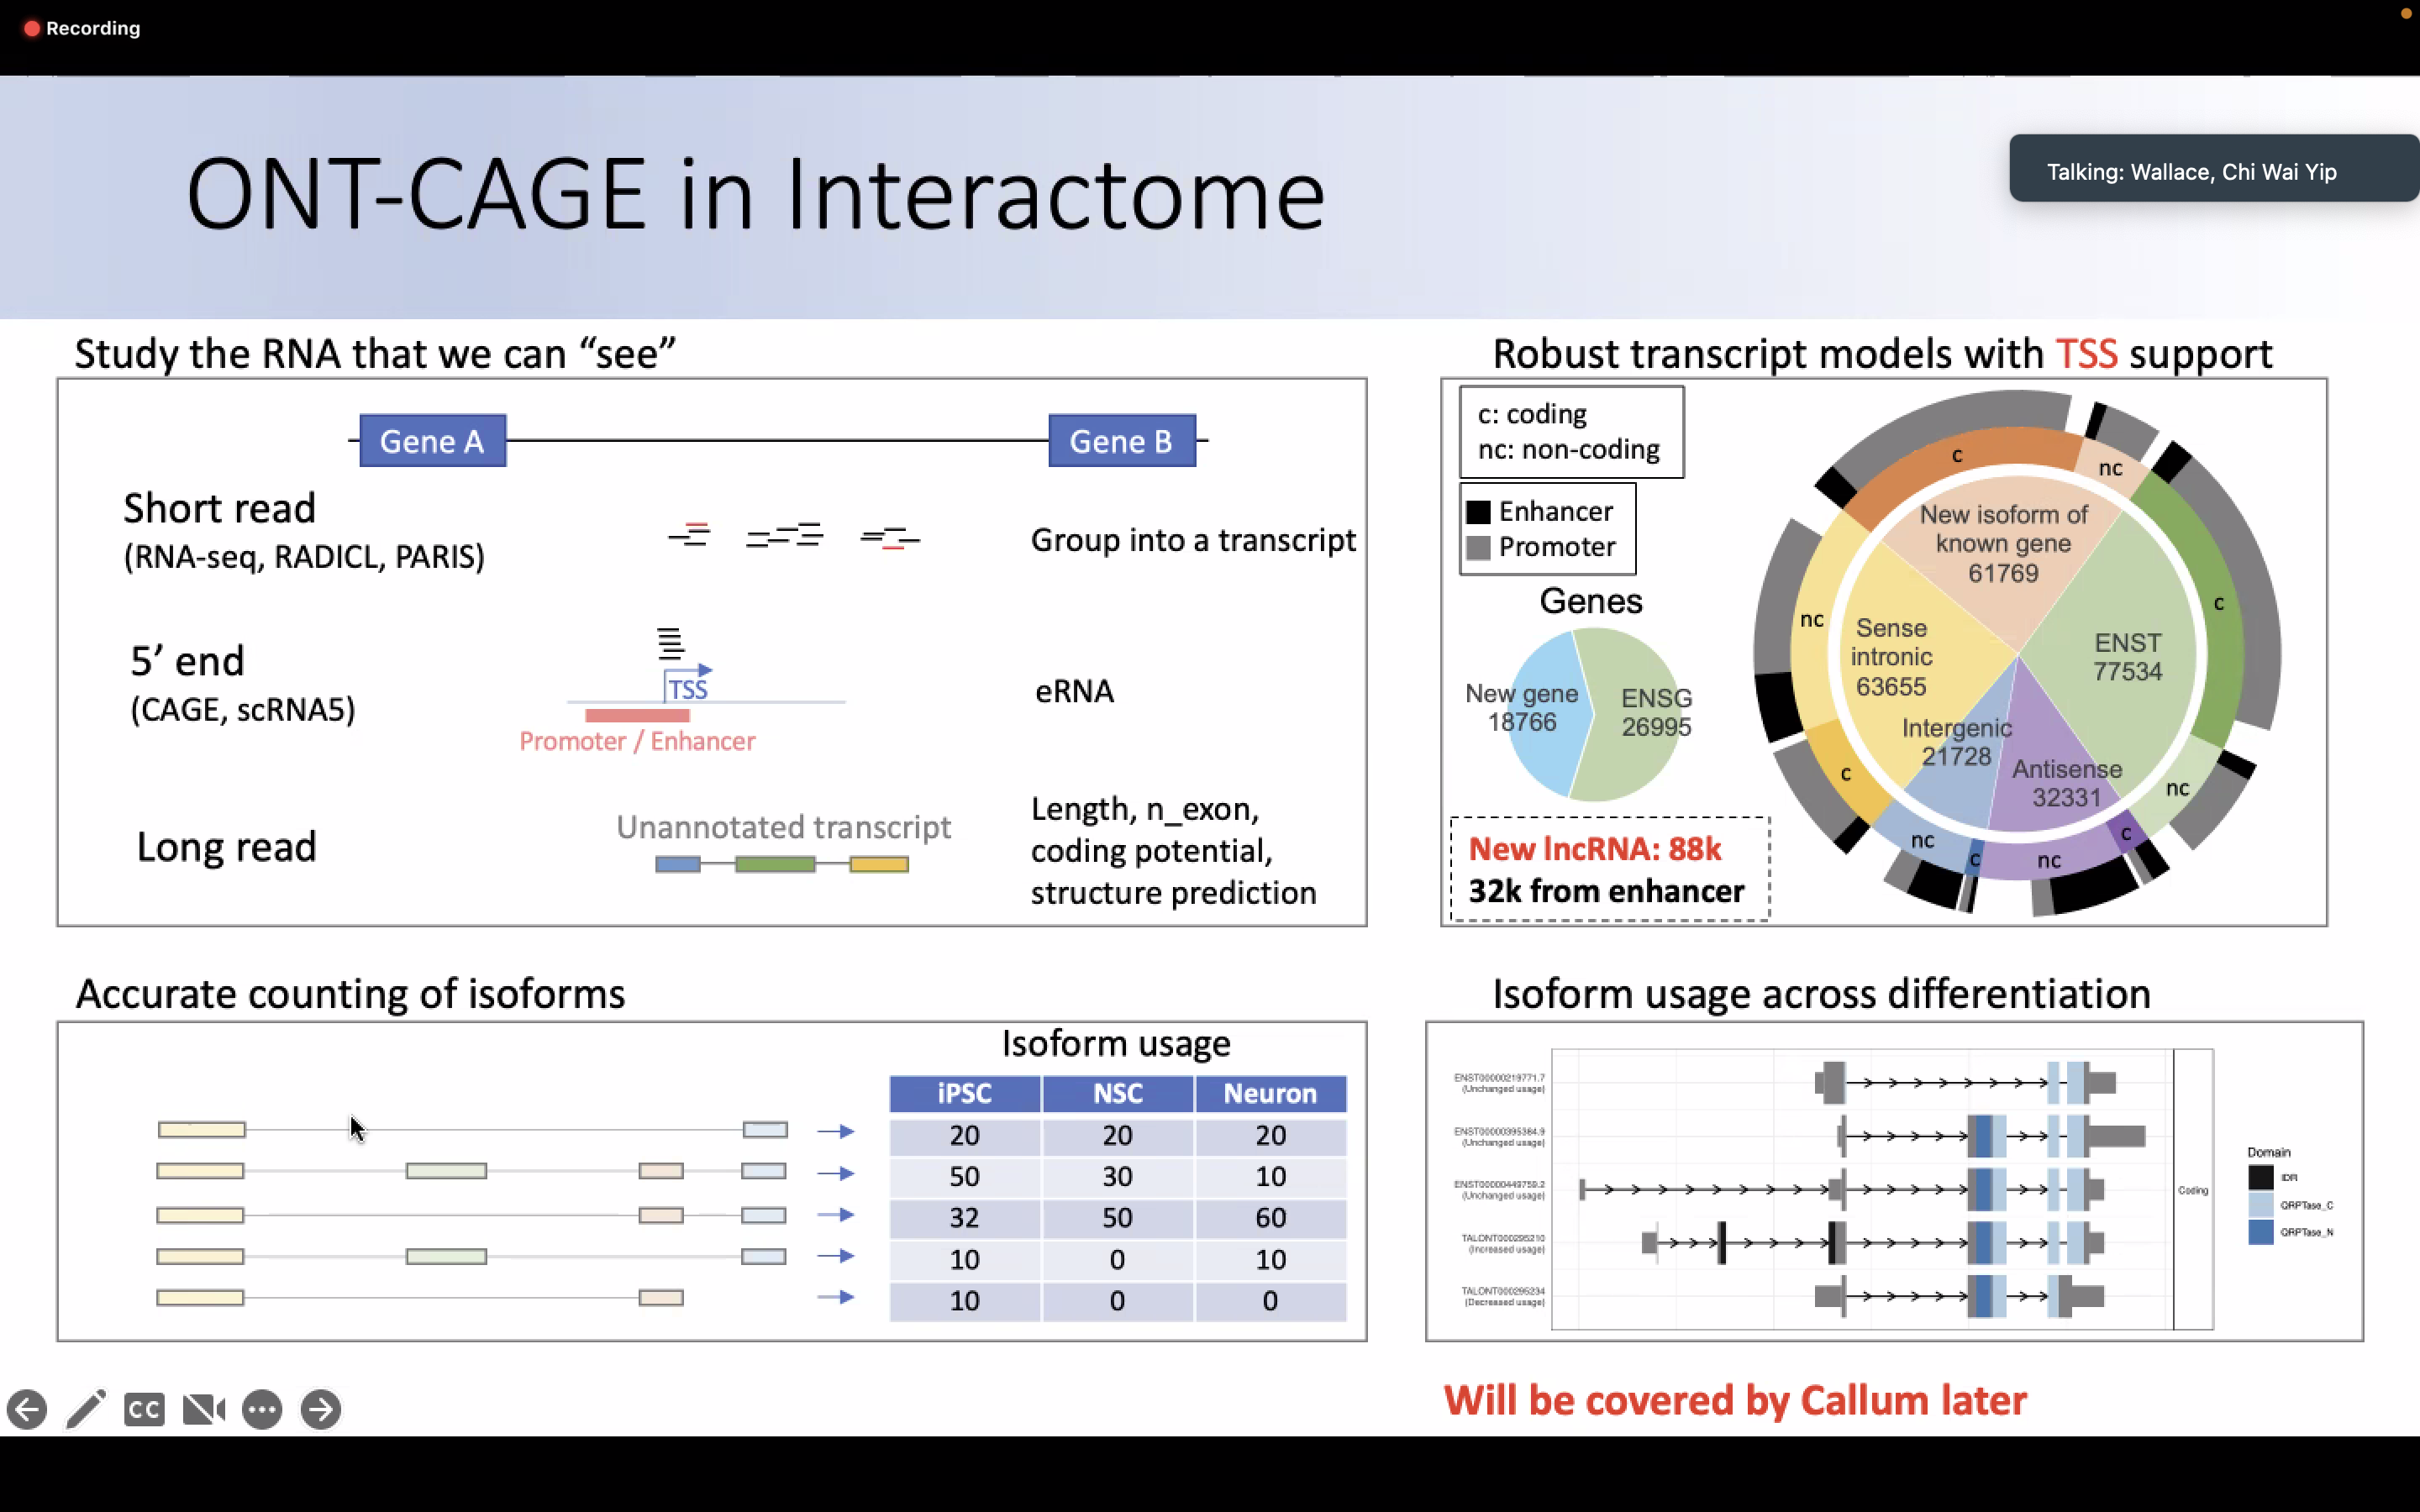 Recording
Talking: Wallace, Chi Wai Yip
ONT-CAGE in Interactome
Study the RNA that we can “see”
Gene A
Gene B
Short read
(RNA-seq, RADICL, PARIS)
Group into a transcript
5’ end
(CAGE, scRNA5)
TSS
Promoter / Enhancer
eRNA
Long read
Unannotated transcript
Length, n_exon,
coding potential,
structure prediction
Robust transcript models with TSS support
c: coding
nc: non-coding
Enhancer
Promoter
Genes
New gene
18766
ENSG
26995
New lncRNA: 88k
32k from enhancer
c
nc
New isoform of
known gene
61769
c
nc
Sense
intronic
63655
ENST
77534
Intergenic
21728
Antisense
32331
c
nc
c
nc
c
nc
Accurate counting of isoforms
Isoform usage
iPSC NSC Neuron
20 20 20
50 30 10
32 50 60
10 0 10
10 0 0
Isoform usage across differentiation
ENST00000219771.7
(Unchanged usage)
ENST00000395384.9
(Unchanged usage)
ENST00000449759.2
(Unchanged usage)
TALONT000295210
(Increased usage)
TALONT000295234
(Decreased usage)
Coding
Domain
IDR
QRPTase_C
QRPTase_N
CC
Will be covered by Callum later